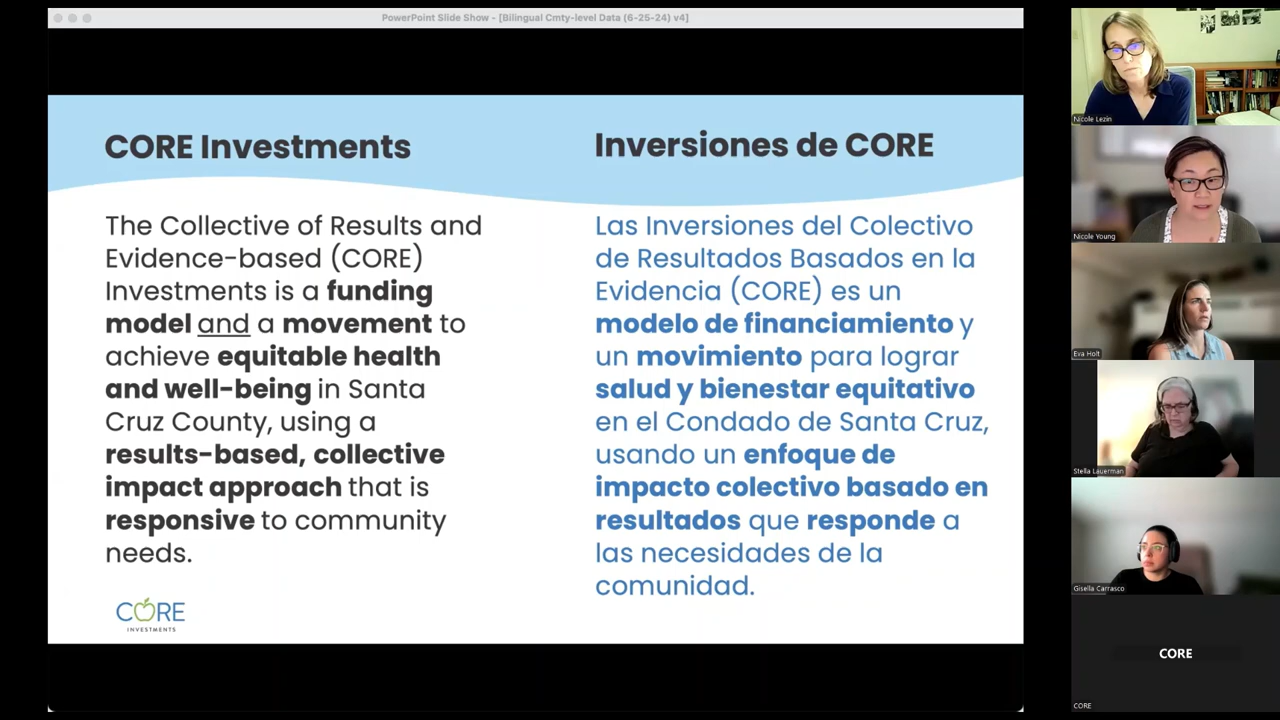 PowerPoint Slide Show - [Bilingual Cmty-level Data (6-25-24) v4]
CORE Investments
The Collective of Results and
Evidence-based (CORE)
Investments is a funding
model and a movement to
achieve equitable health
and well-being in Santa
Cruz County, using a
results-based, collective
impact approach that is
responsive to community
needs.
CORE
INVESTMENTS
Inversiones de CORE
Las Inversiones del Colectivo
de Resultados Basados en la
Evidencia (CORE) es un
modelo de financiamiento y
un movimiento para lograr
salud y bienestar equitativo
en el Condado de Santa Cruz,
usando un enfoque de
impacto colectivo basado en
resultados que responde a
las necesidades de la
comunidad.
Nicole Lezin
Nicole Young
Eva Holt
Stella Lauerman
Gisella Carrasco
CORE
CORE